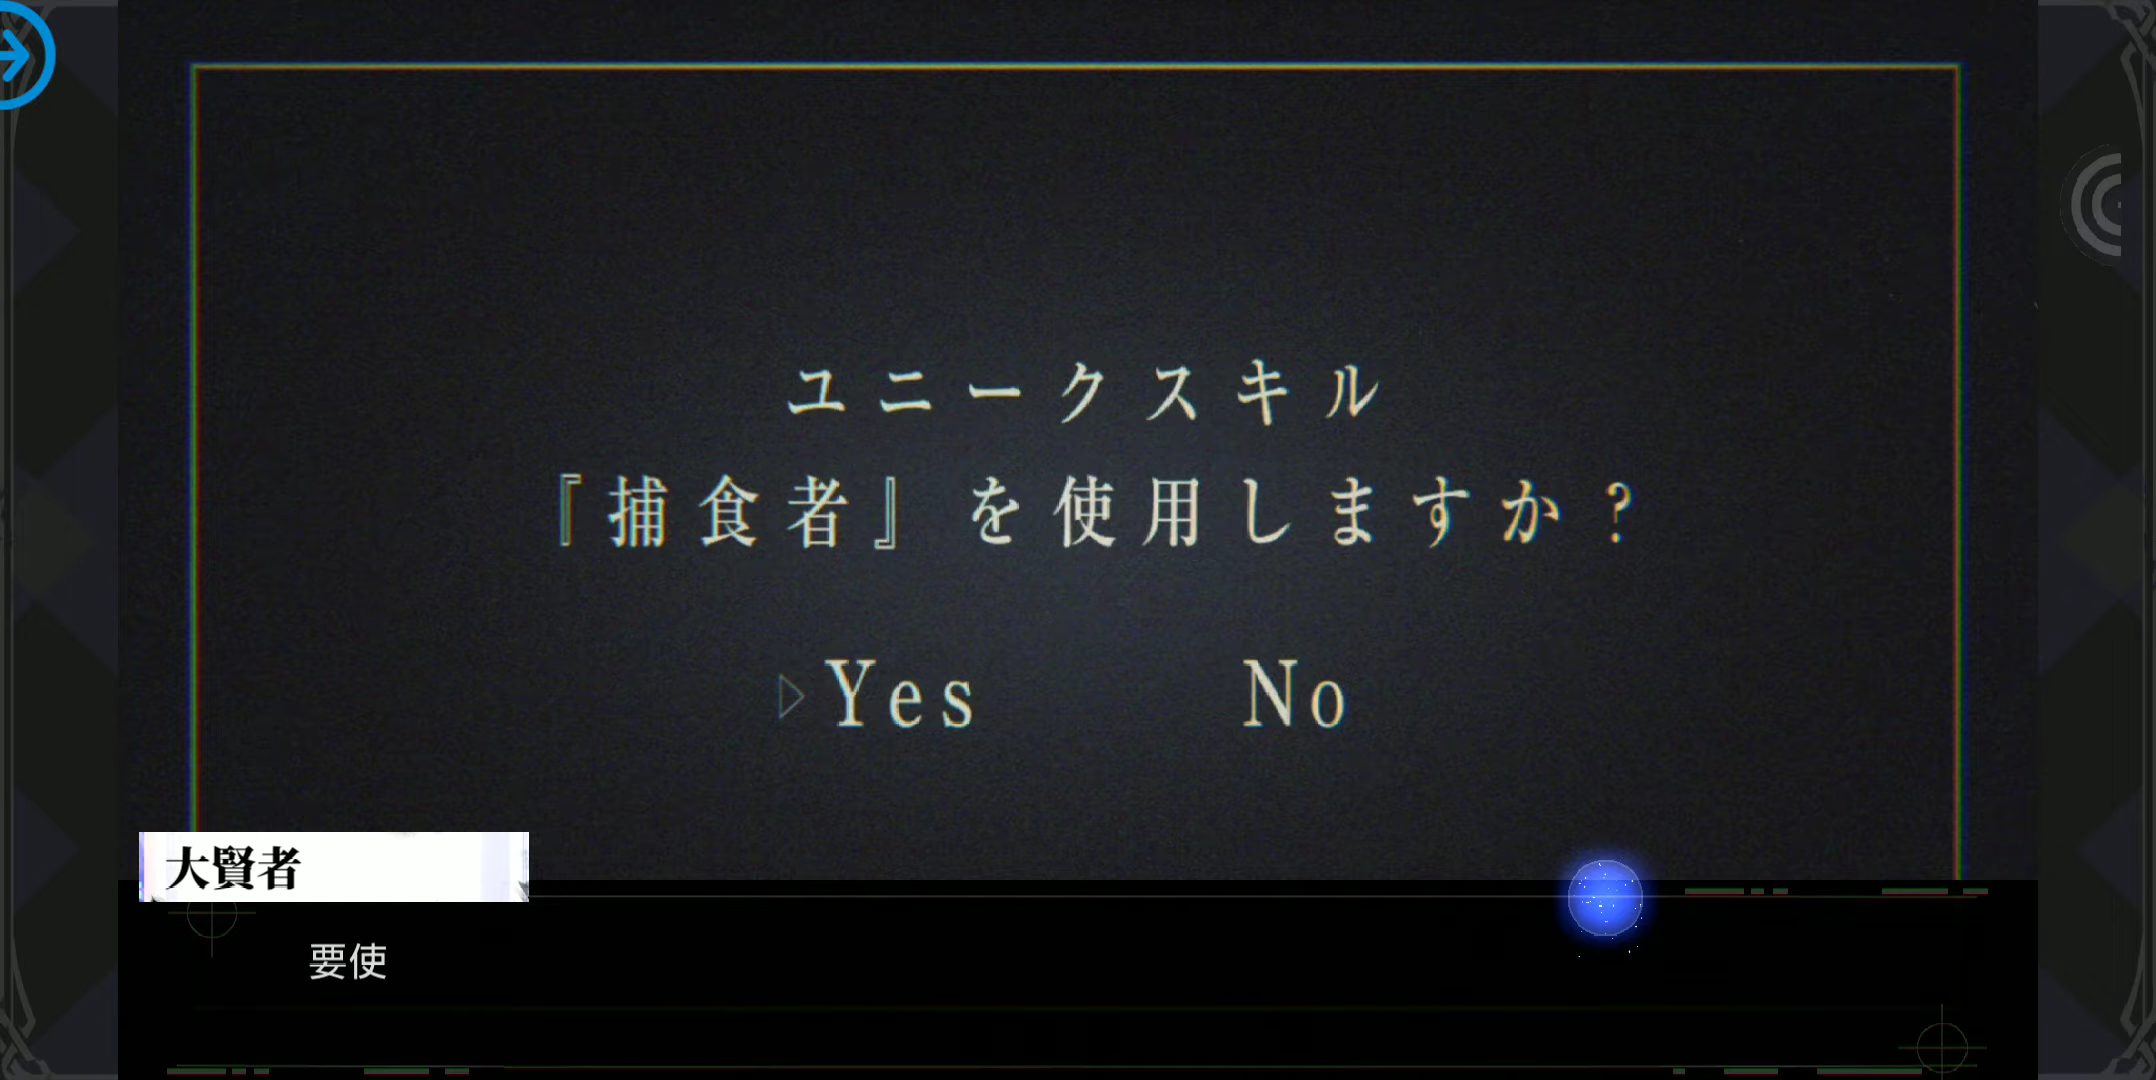 ユニークスキル
『捕食者』を使用しますか？
Yes No
大賢者
要使